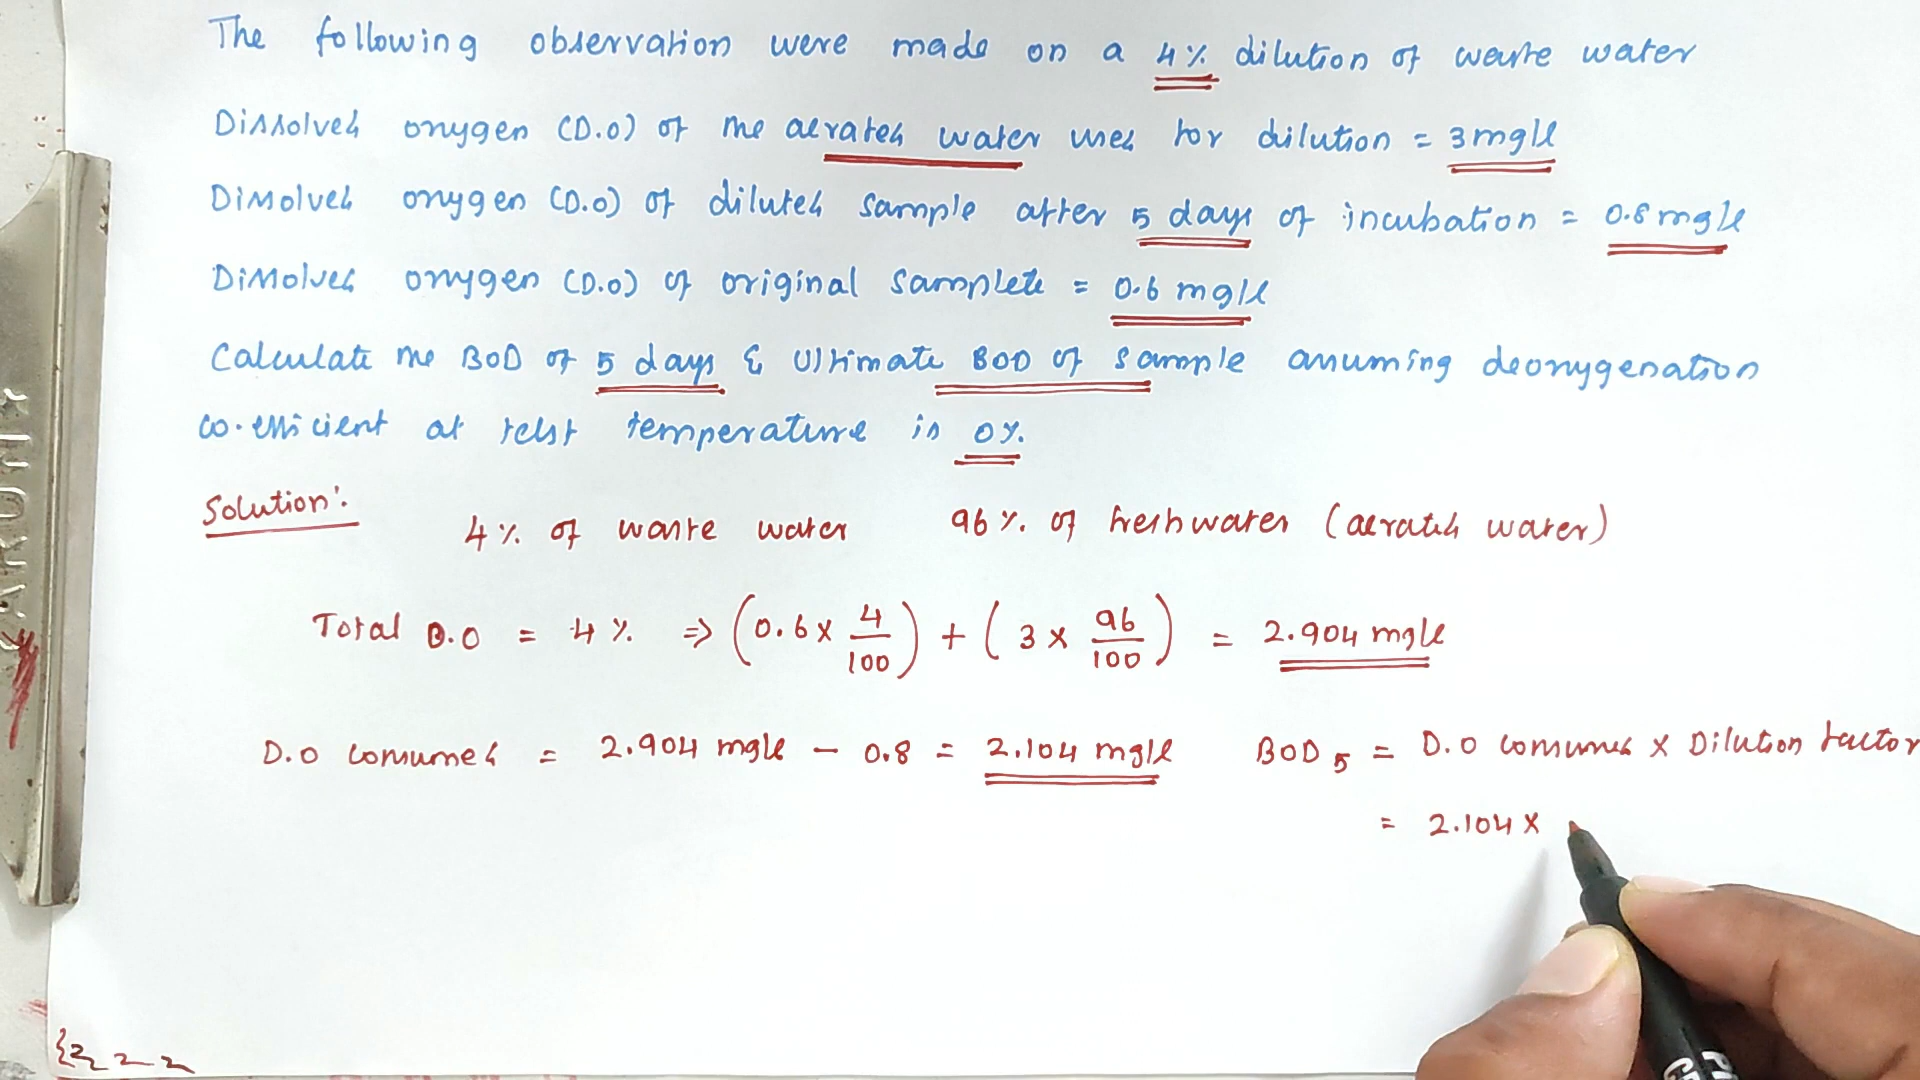 The following observation were made on a 4% dilution of waste water
Dissolved oxygen (D.O) of the aerated water used for dilution = 3mg/l
Dissolved oxygen (D.O) of diluted sample after 5 days of incubation = 0.8 mg/l
Dissolved oxygen (D.O) of original sample = 0.6 mg/l
Calculate the BOD of 5 days & Ultimate BOD of sample assuming deoxygenation
co-efficient at test temperature is 0%.
Solution:
4% of waste water 96%. of freshwater (aerated water)
Total D.O = 4% => (0.6 x 4/100) + (3 x 96/100) = 2.904 mg/l
D.O consumed = 2.904 mg/l - 0.8 = 2.104 mg/l BOD5 = D.O consumed x Dilution factor
= 2.104 x